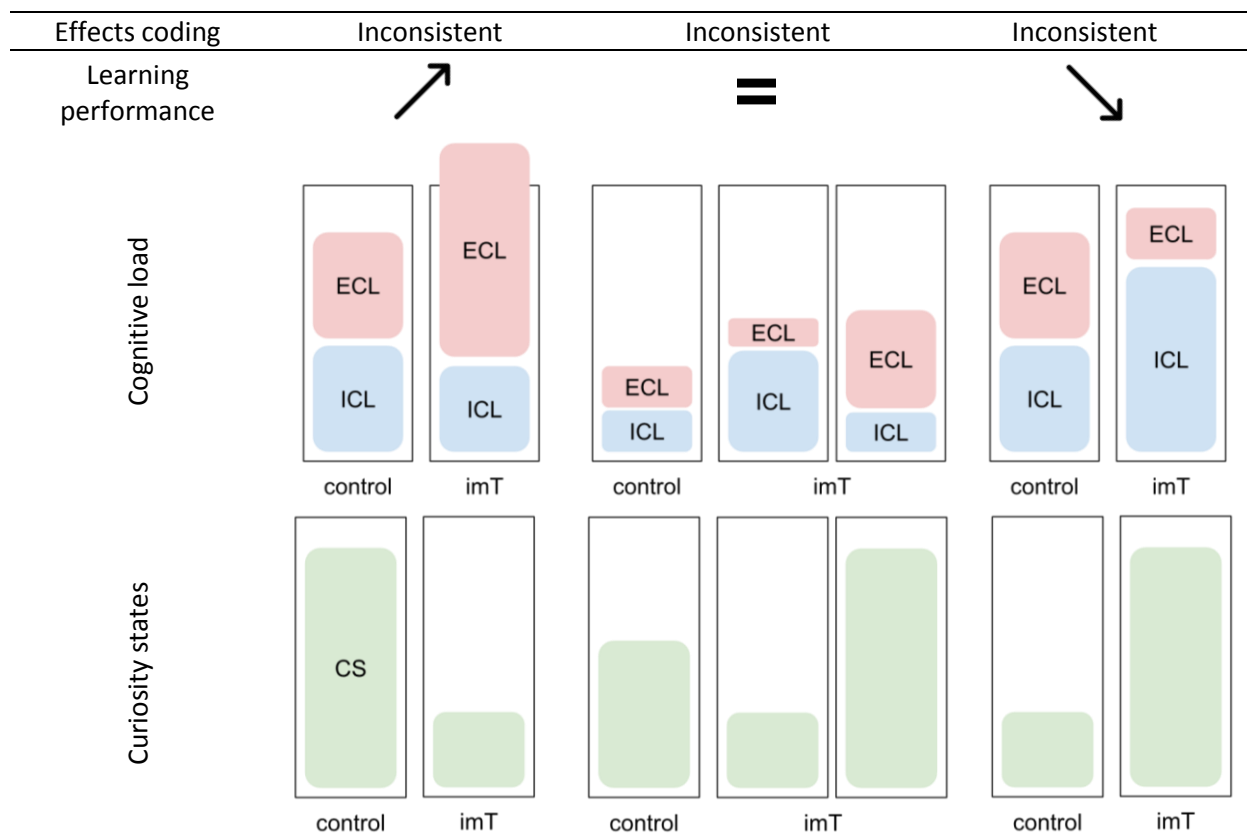 Effects coding Inconsistent Inconsistent Inconsistent
Learning
performance
=
Cognitive load
ECL
ICL
ECL
ICL
ECL
ICL
ECL
ICL
ECL
ICL
ECL
ICL
ECL
ICL
control imT control imT control imT
Curiosity states
CS
control imT control imT control imT